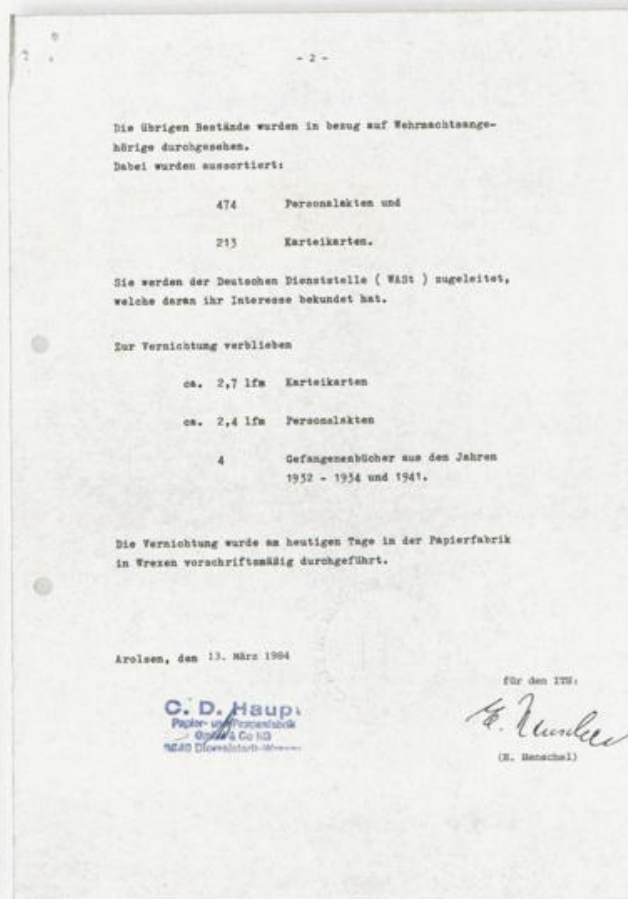 - 2 -
Die übrigen Bestände wurden in bezug auf Wehrmachtsange-
hörige durchgesehen.
Dabei wurden aussortiert:
474 Personalakten und
213 Karteikarten.
Sie werden der Deutschen Dienststelle ( WASt ) zugeleitet,
welche daran ihr Interesse bekundet hat.
Zur Vernichtung verblieben
ca. 2,7 lfm Karteikarten
ca. 2,4 lfm Personalakten
4 Gefangenenbücher aus den Jahren
1932 - 1934 und 1941.
Die Vernichtung wurde am heutigen Tage in der Papierfabrik
in Wrexen vorschriftsmäßig durchgeführt.
Arolsen, den 13. März 1984
für den ITS:
C. D. Haupt
Papier- und Pappenfabrik
& Co KG
Diemelstadt-Wrexen
(H. Henschel)